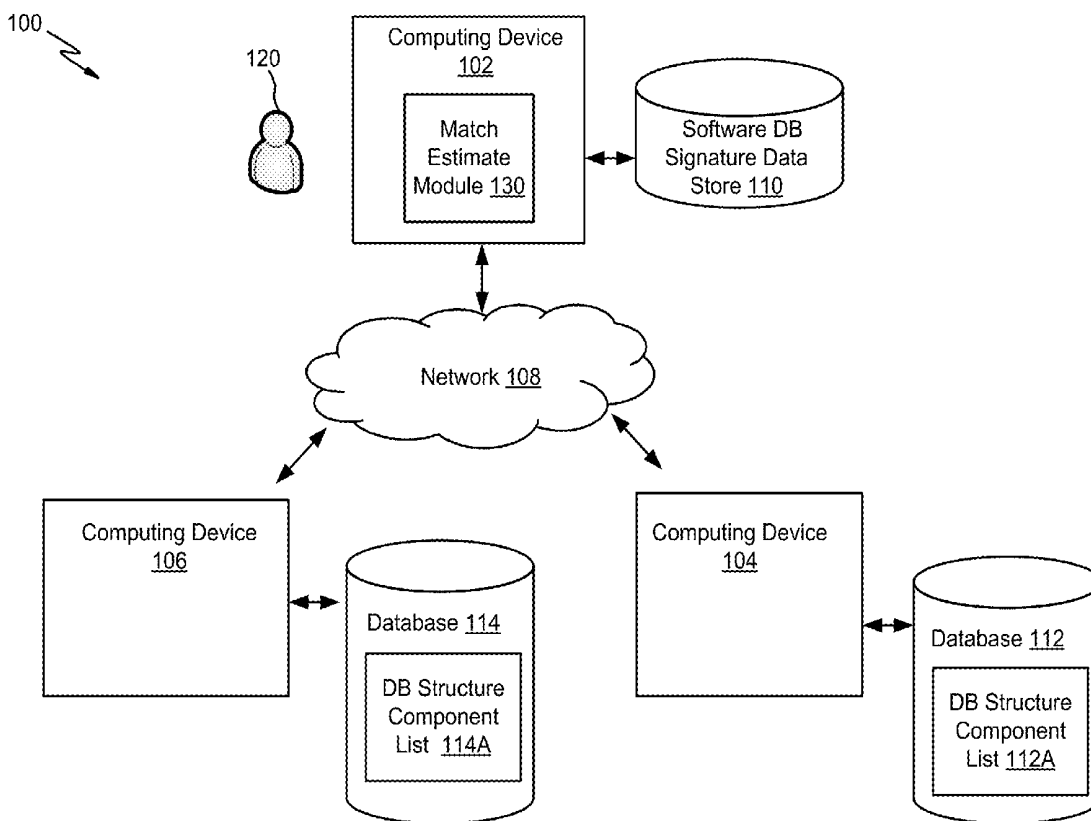 100
120
Computing Device
102
Match
Estimate
Module 130
Software DB
Signature Data
Store 110
Network 108
Computing Device
106
Database 114
DB Structure
Component
List 114A
Computing Device
104
Database 112
DB Structure
Component
List 112A